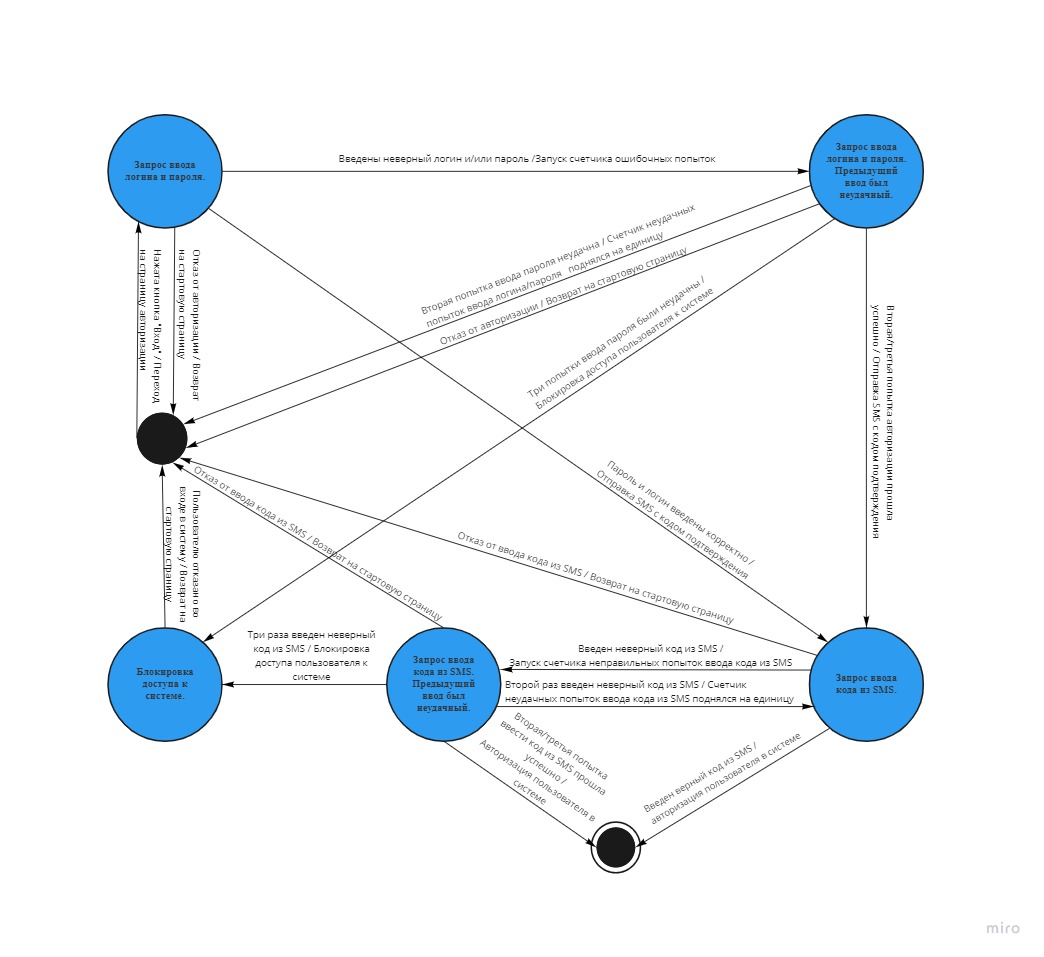 Запрос ввода
логина и пароля.
Введены неверный логин и/или пароль /Запуск счетчика ошибочных попыток
Запрос ввода
логина и пароля.
Предыдущий
ввод был
неудачный.
Нажата кнопка "Вход" / Переход
на страницу авторизации
Отказ от авторизации / Возврат
на стартовую страницу
Вторая попытка ввода пароля неудачна / Счетчик неудачных
попыток ввода логина/пароля поднялся на единицу
Отказ от авторизации / Возврат на стартовую страницу
Три попытки ввода пароля были неудачны /
Блокировка доступа пользователя к системе
Вторая/третья попытка авторизации прошла
успешно / Отправка SMS с кодом подтверждения
Пароль и логин введены корректно /
Отправка SMS с кодом подтверждения
Отказ от ввода кода из SMS / Возврат на стартовую страницу
Отказ от ввода кода из SMS / Возврат на стартовую страницу
Пользователю отказано во
входе в систему/ Возврат на
стартовую страницу
Блокировка
доступа к
системе.
Три раза введен неверный
код из SMS / Блокировка
доступа пользователя к
системе
Запрос ввода
кода из SMS.
Предыдущий
ввод был
неудачный.
Введен неверный код из SMS /
Запуск счетчика неправильных попыток ввода кода из SMS
Второй раз введен неверный код из SMS / Счетчик
неудачных попыток ввода кода из SMS поднялся на единицу
Запрос ввода
кода из SMS.
Вторая/третья попытка
ввести код из SMS прошла
успешно /
Авторизация пользователя в
системе
Введен верный код из SMS /
авторизация пользователя в системе
miro